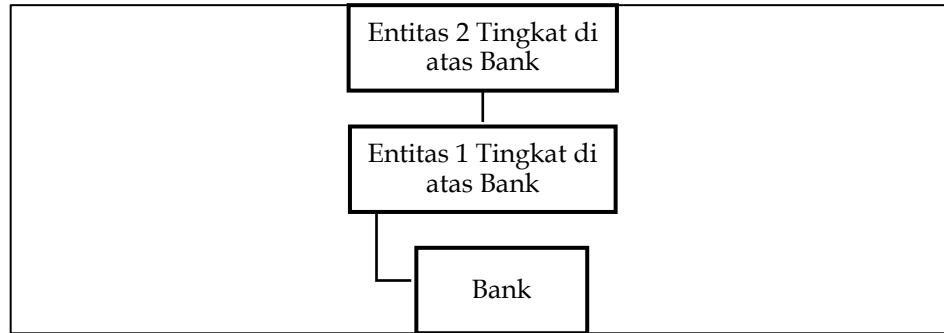 Entitas 2 Tingkat di
atas Bank
Entitas 1 Tingkat di
atas Bank
Bank